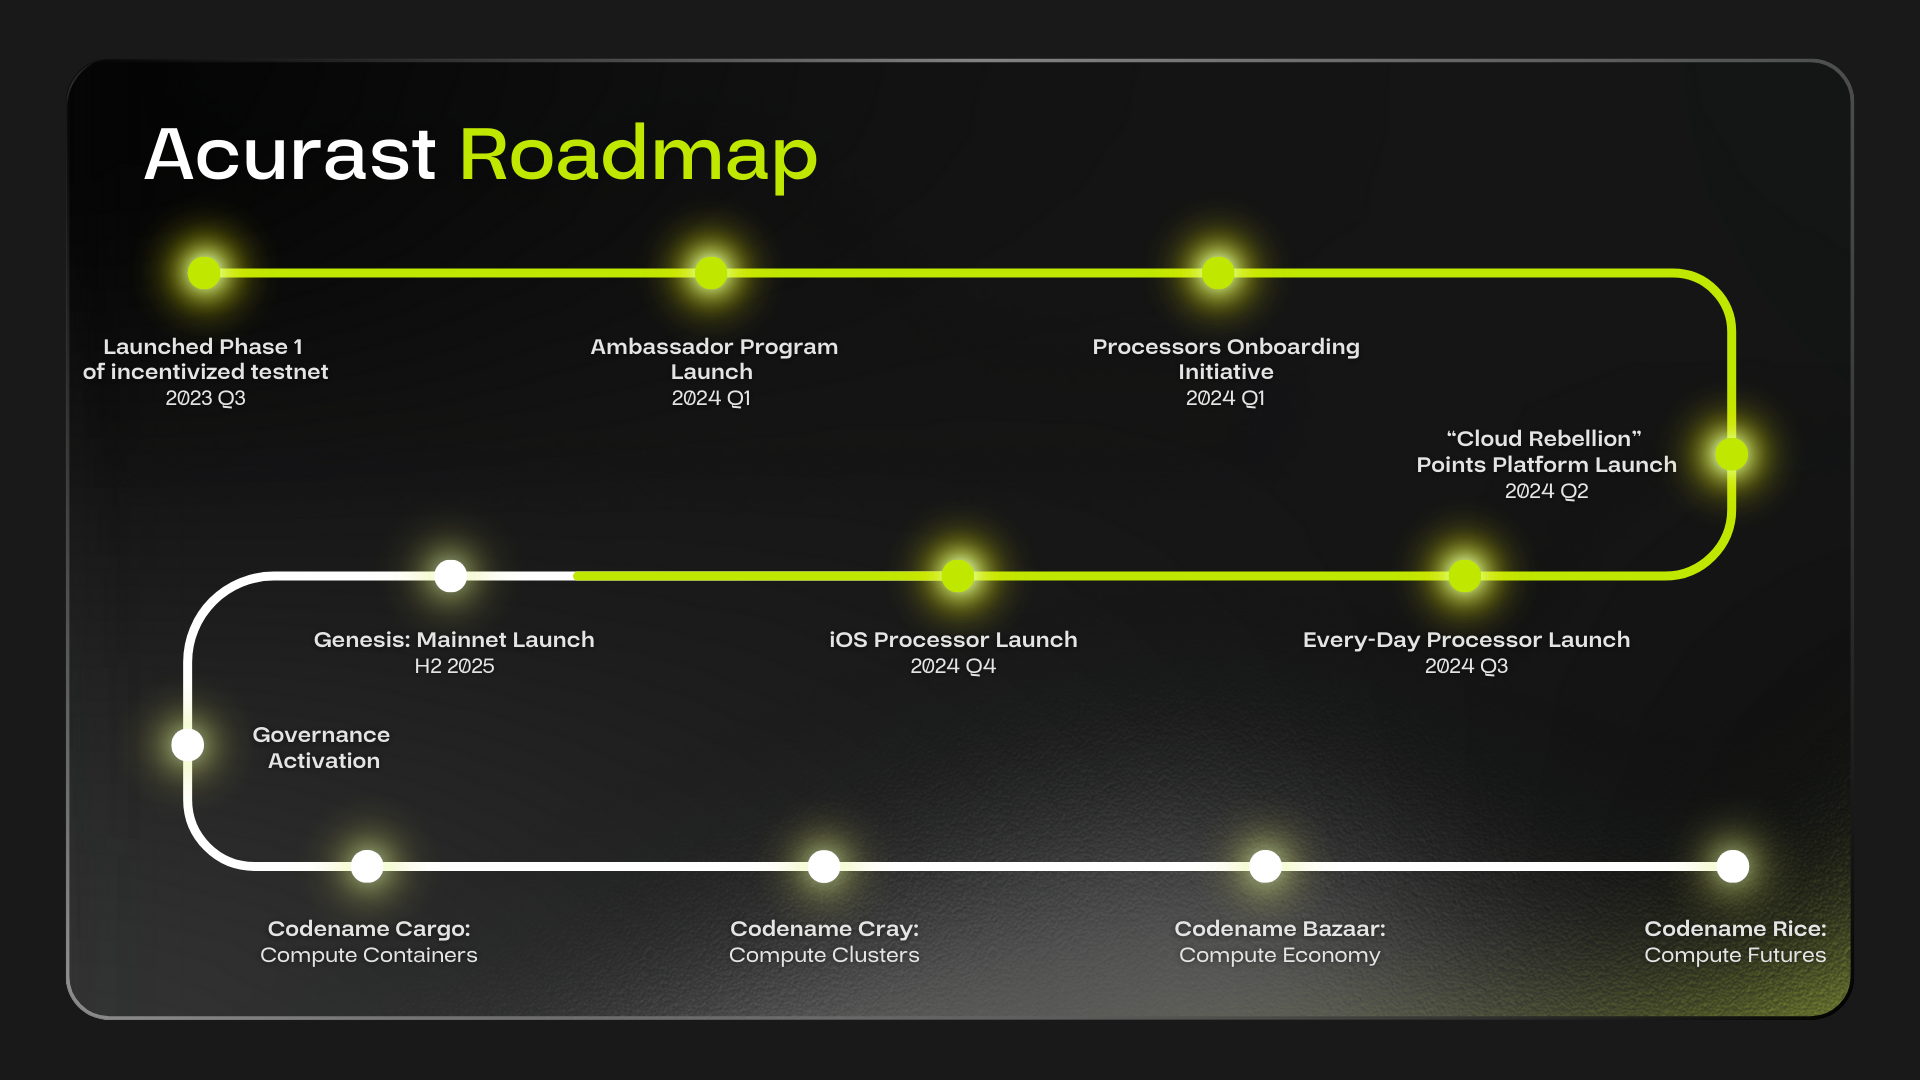 Acurast Roadmap
Launched Phase 1
of incentivized testnet
2023 Q3
Ambassador Program
Launch
2024 Q1
Processors Onboarding
Initiative
2024 Q1
“Cloud Rebellion”
Points Platform Launch
2024 Q2
Genesis: Mainnet Launch
H2 2025
iOS Processor Launch
2024 Q4
Every-Day Processor Launch
2024 Q3
Governance
Activation
Codename Cargo:
Compute Containers
Codename Cray:
Compute Clusters
Codename Bazaar:
Compute Economy
Codename Rice:
Compute Futures